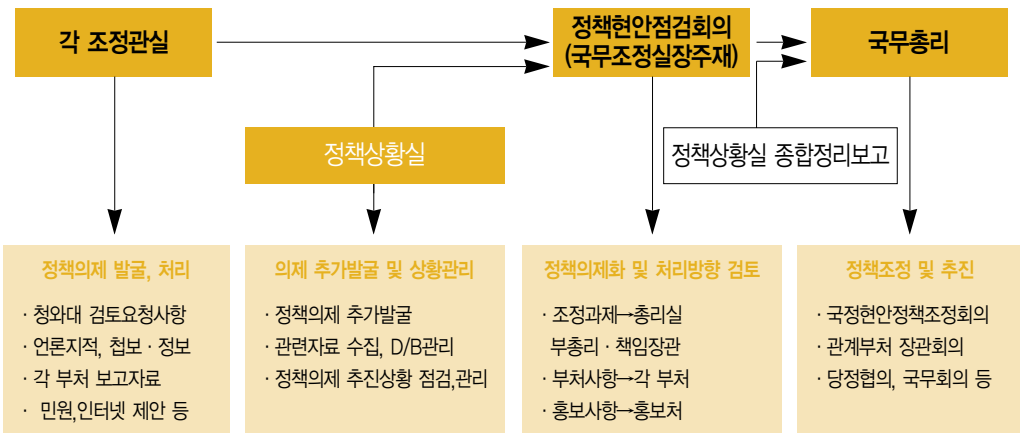 각 조정관실
정책현안점검회의
(국무조정실장주재)
국무총리
정책상황실
정책상황실 종합정리보고
정책의제 발굴, 처리
· 청와대 검토요청사항
· 언론지적, 첩보 · 정보
· 각 부처 보고자료
· 민원,인터넷 제안 등
의제 추가발굴 및 상황관리
· 정책의제 추가발굴
· 관련자료 수집, D/B관리
· 정책의제 추진상황 점검,관리
정책의제화 및 처리방향 검토
· 조정과제→총리실
부총리 · 책임장관
· 부처사항→각 부처
· 홍보사항→홍보처
정책조정 및 추진
· 국정현안정책조정회의
· 관계부처 장관회의
· 당정협의, 국무회의 등